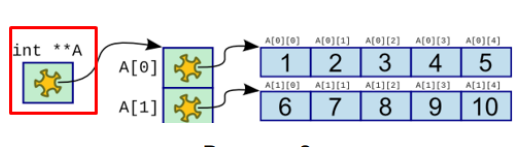 int **A
A[0]
A[0][0] A[0][1] A[0][2] A[0][3] A[0][4]
1 2 3 4 5
A[1]
A[1][0] A[1][1] A[1][2] A[1][3] A[1][4]
6 7 8 9 10